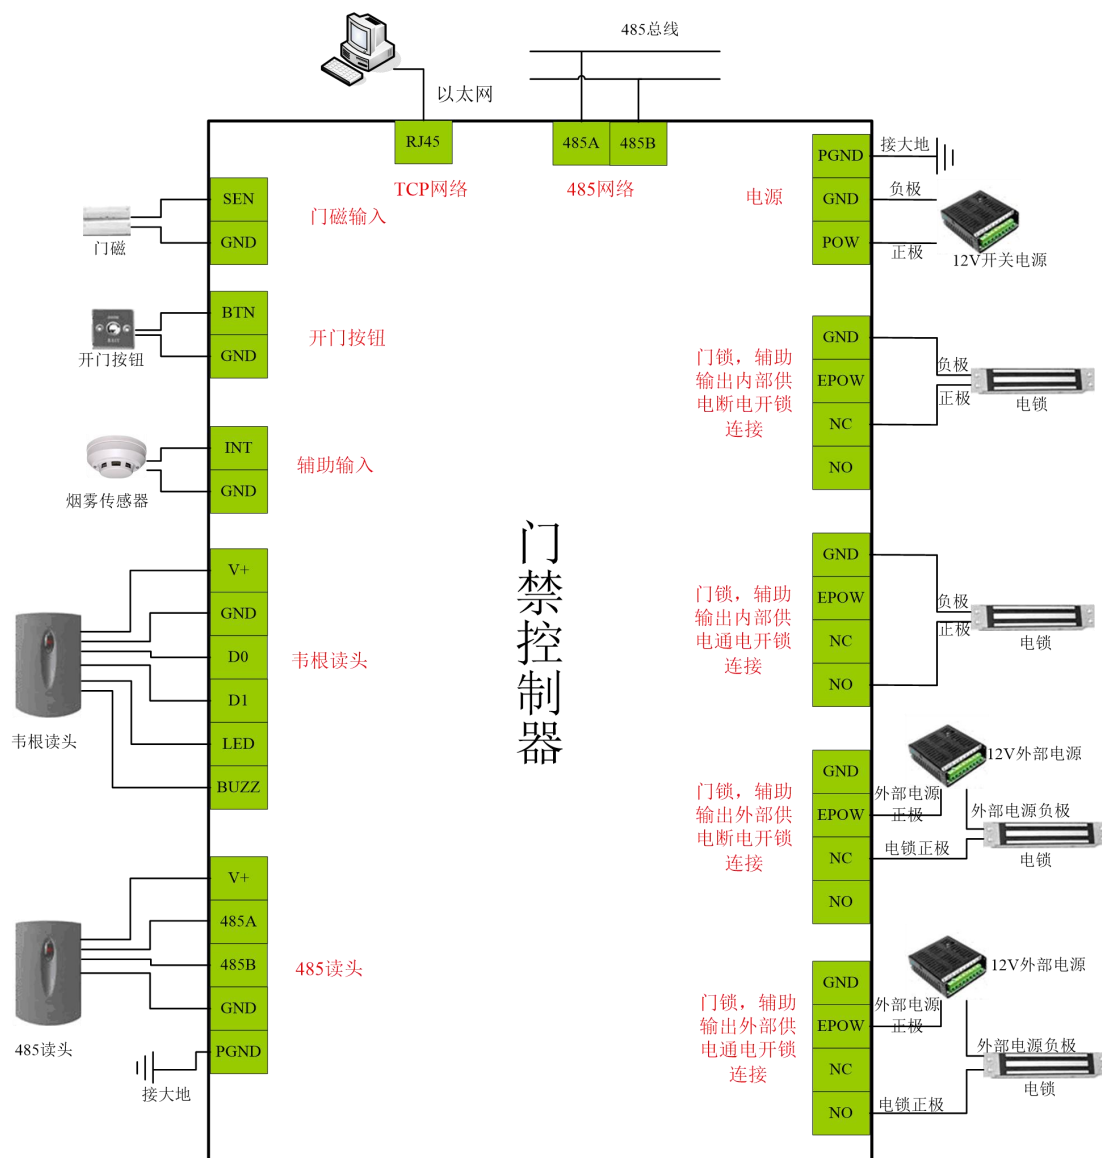 485总线
以太网
RJ45
485A
485B
TCP网络
485网络
SEN
GND
门磁输入
门磁
BTN
GND
开门按钮
开门按钮
INT
GND
辅助输入
烟雾传感器
V+
GND
D0
D1
LED
BUZZ
韦根读头
韦根读头
V+
485A
485B
GND
PGND
485读头
485读头
接大地
门禁控制器
PGND
GND
POW
电源
接大地
负极
正极
12V开关电源
GND
EPOW
NC
NO
门锁，辅助
输出内部供
电断电开锁
连接
负极
正极
电锁
GND
EPOW
NC
NO
门锁，辅助
输出内部供
电通电开锁
连接
负极
正极
电锁
GND
EPOW
NC
NO
门锁，辅助
输出外部供
电断电开锁
连接
12V外部电源
外部电源
正极
外部电源负极
电锁正极
电锁
GND
EPOW
NC
NO
门锁，辅助
输出外部供
电通电开锁
连接
12V外部电源
外部电源
正极
外部电源负极
电锁正极
电锁